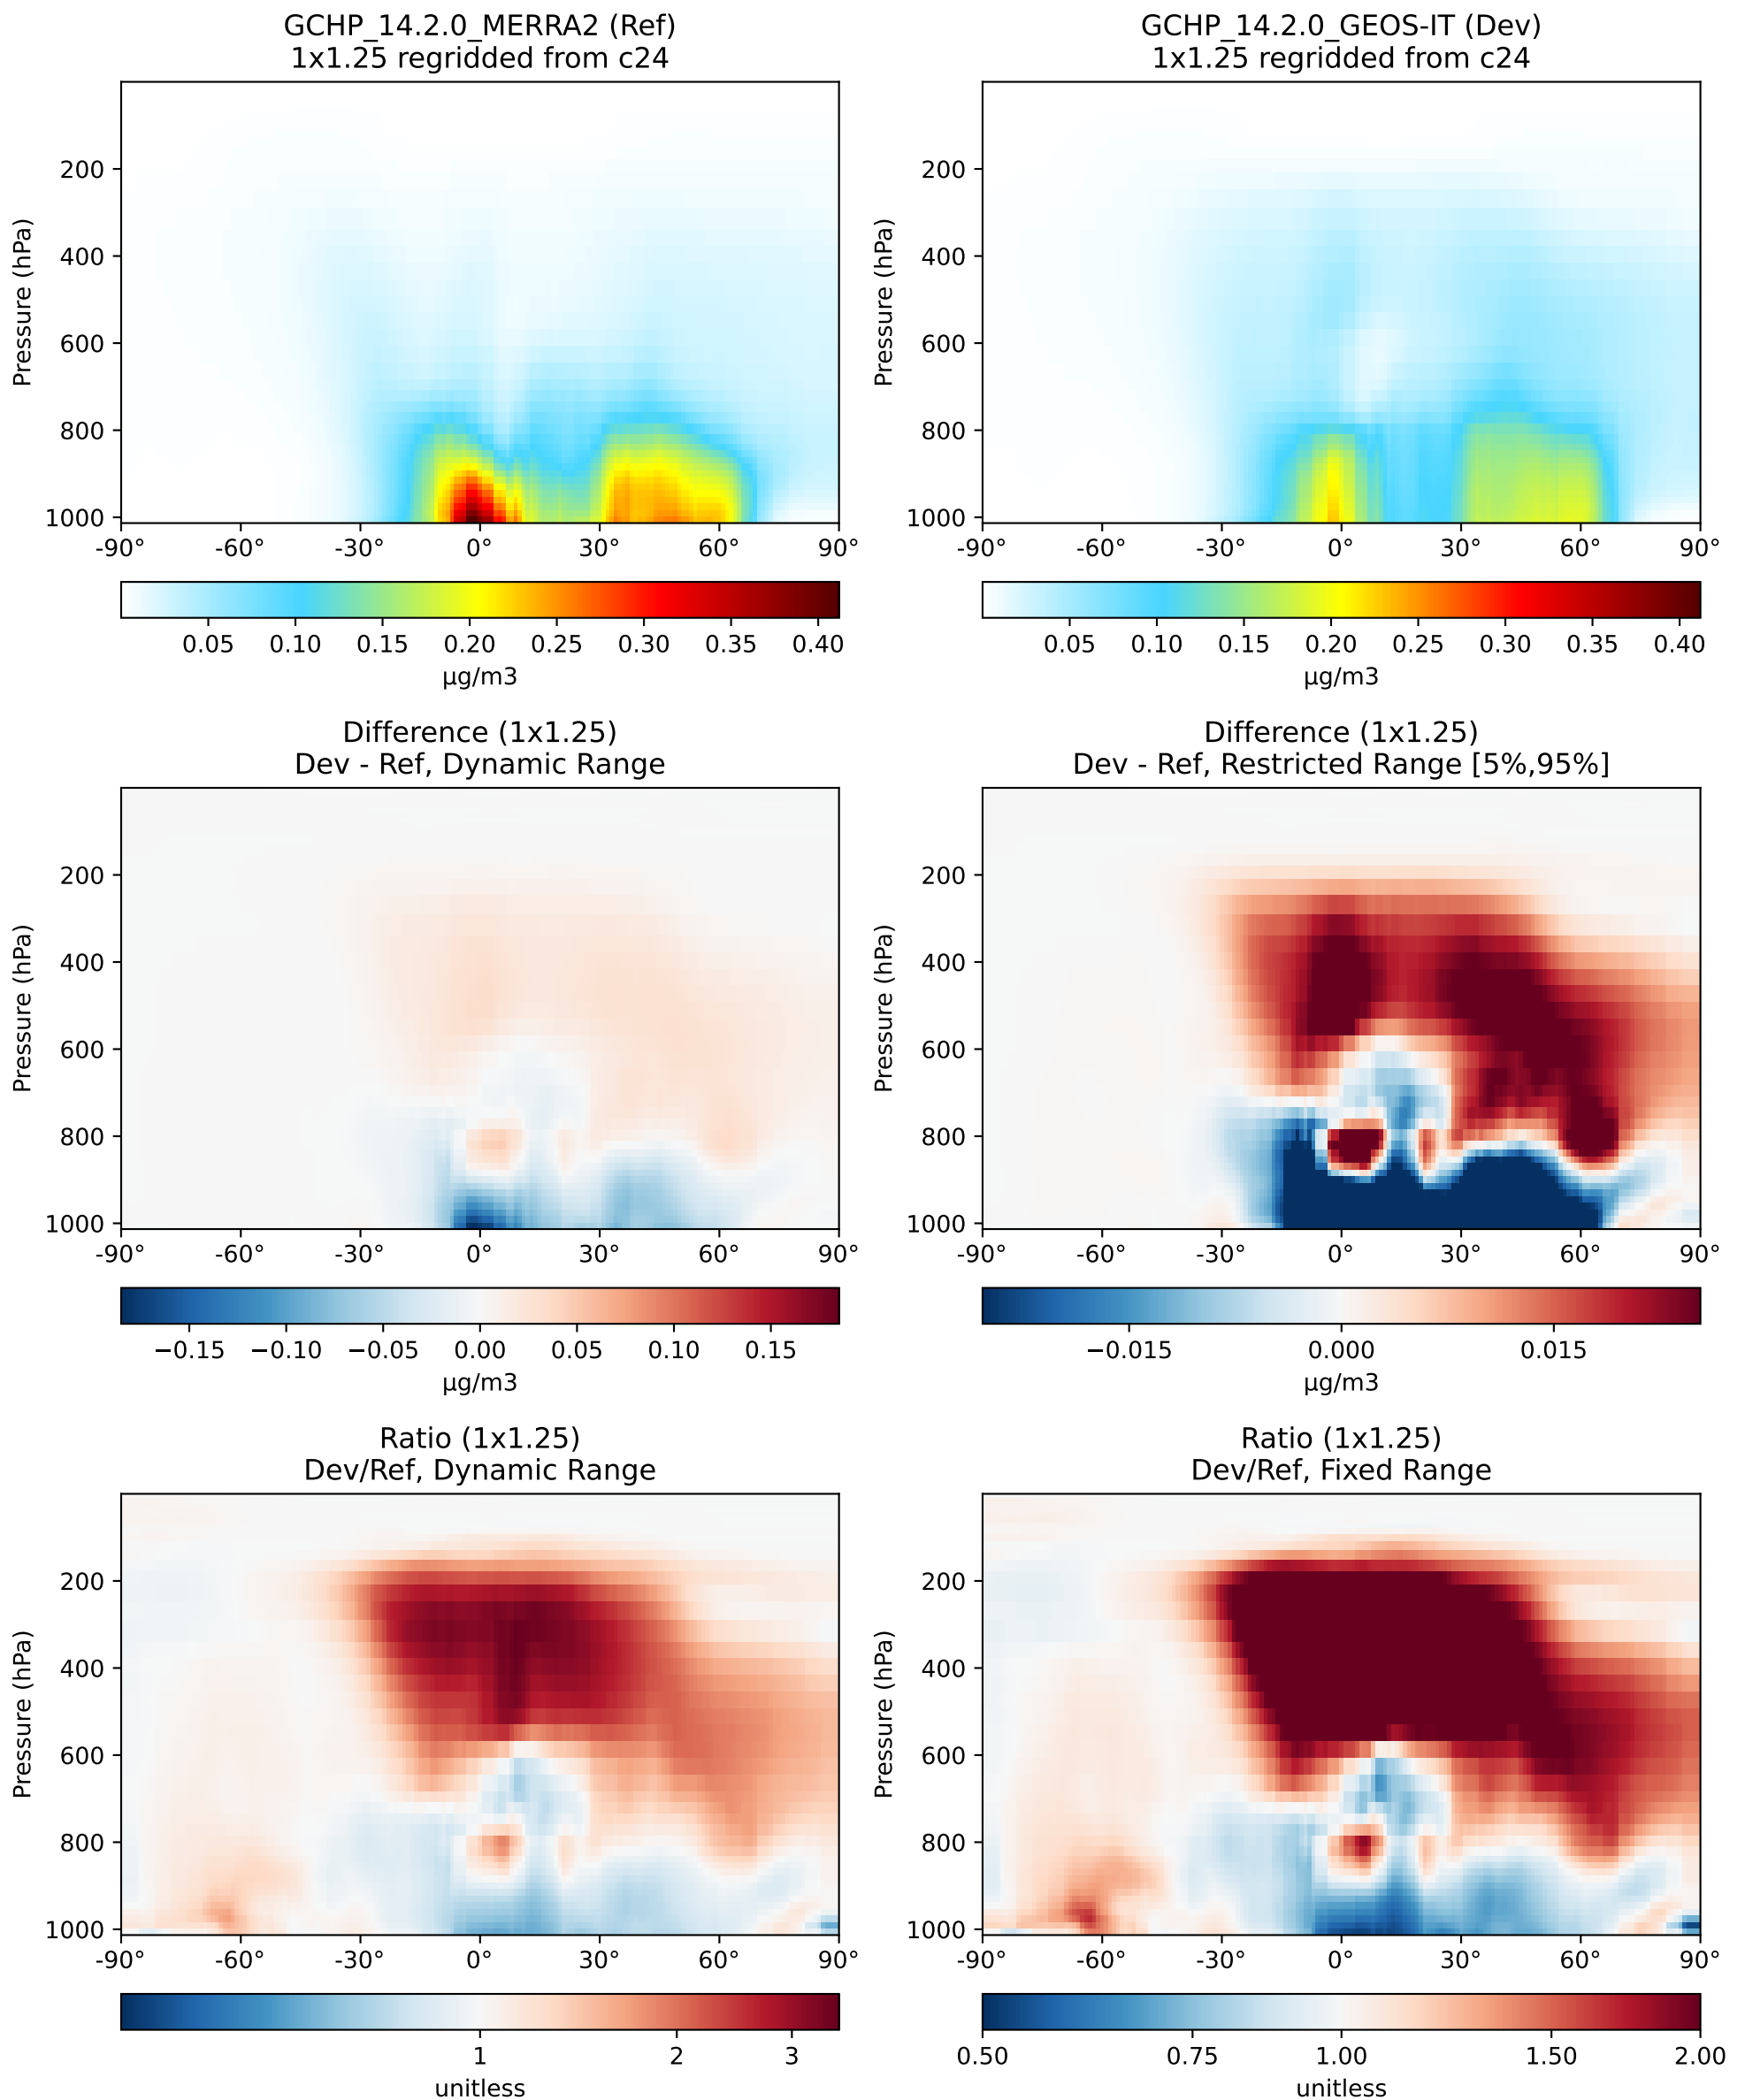 GCHP_14.2.0_MERRA2 (Ref)
1x1.25 regridded from c24
Pressure (hPa)
200
400
600
800
1000
-90° -60° -30° 0° 30° 60° 90°
0.05 0.10 0.15 0.20 0.25 0.30 0.35 0.40
μg/m3
GCHP_14.2.0_GEOS-IT (Dev)
1x1.25 regridded from c24
Pressure (hPa)
200
400
600
800
1000
-90° -60° -30° 0° 30° 60° 90°
0.05 0.10 0.15 0.20 0.25 0.30 0.35 0.40
μg/m3
Difference (1x1.25)
Dev - Ref, Dynamic Range
Pressure (hPa)
200
400
600
800
1000
-90° -60° -30° 0° 30° 60° 90°
−0.15 −0.10 −0.05 0.00 0.05 0.10 0.15
μg/m3
Difference (1x1.25)
Dev - Ref, Restricted Range [5%,95%]
Pressure (hPa)
200
400
600
800
1000
-90° -60° -30° 0° 30° 60° 90°
−0.015 0.000 0.015
μg/m3
Ratio (1x1.25)
Dev/Ref, Dynamic Range
Pressure (hPa)
200
400
600
800
1000
-90° -60° -30° 0° 30° 60° 90°
1 2 3
unitless
Ratio (1x1.25)
Dev/Ref, Fixed Range
Pressure (hPa)
200
400
600
800
1000
-90° -60° -30° 0° 30° 60° 90°
0.50 0.75 1.00 1.50 2.00
unitless